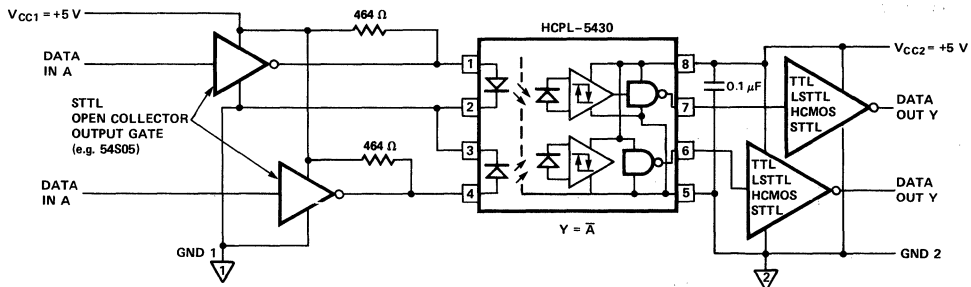 VCC1 = +5 V
464 Ω
HCPL-5430
VCC2 = +5 V
DATA
IN A
1
8
0.1 µF
TTL
LSTTL
HCMOS
STTL
DATA
OUT Y
2
7
STTL
OPEN COLLECTOR
OUTPUT GATE
(e.g. 54S05)
464 Ω
3
6
TTL
LSTTL
HCMOS
STTL
DATA
IN A
4
5
DATA
OUT Y
Y = A̅
GND 1
GND 2
1
2